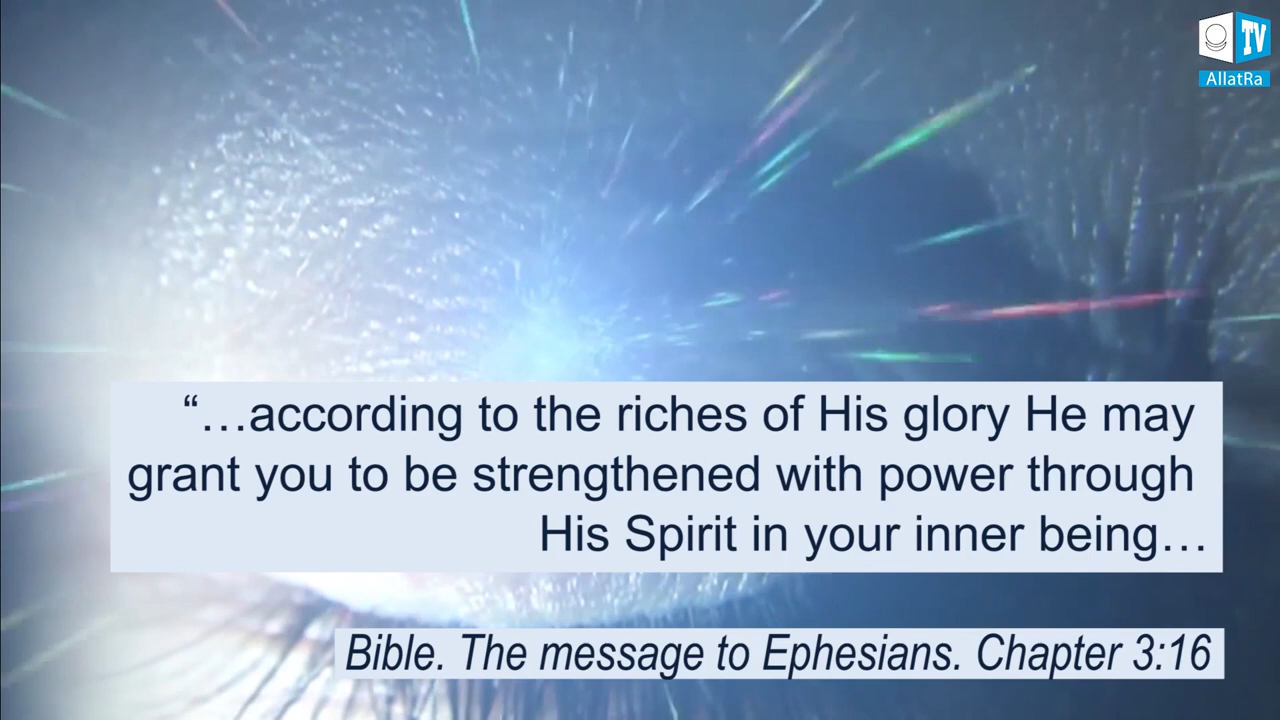 TV
AllatRa
“…according to the riches of His glory He may
grant you to be strengthened with power through
His Spirit in your inner being…
Bible. The message to Ephesians. Chapter 3:16